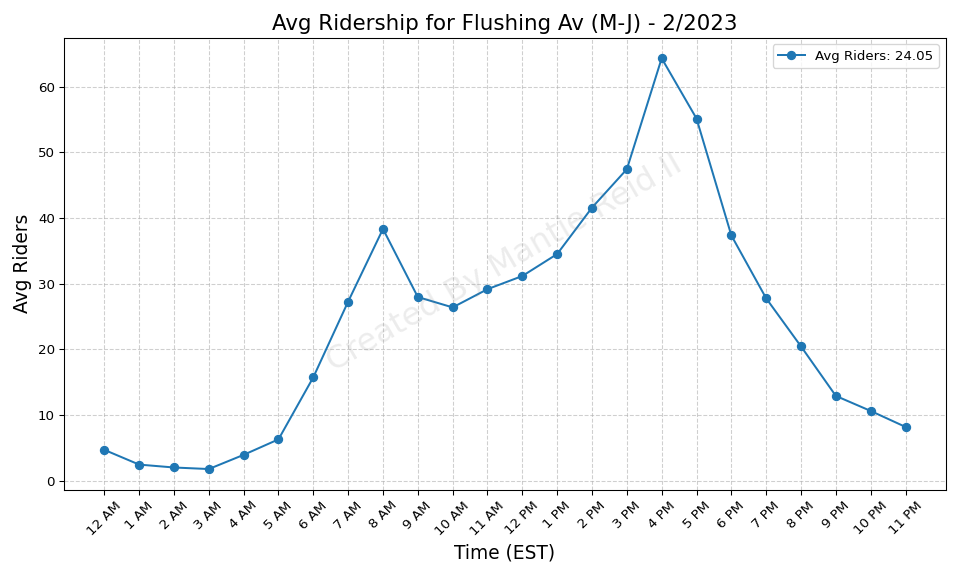 Avg Ridership for Flushing Av (M-J) - 2/2023
Avg Riders: 24.05
Avg Riders
60
50
40
30
20
10
0
Created By Mantie Reid II
12 AM
1 AM
2 AM
3 AM
4 AM
5 AM
6 AM
7 AM
8 AM
9 AM
10 AM
11 AM
12 PM
1 PM
2 PM
3 PM
4 PM
5 PM
6 PM
7 PM
8 PM
9 PM
10 PM
11 PM
Time (EST)